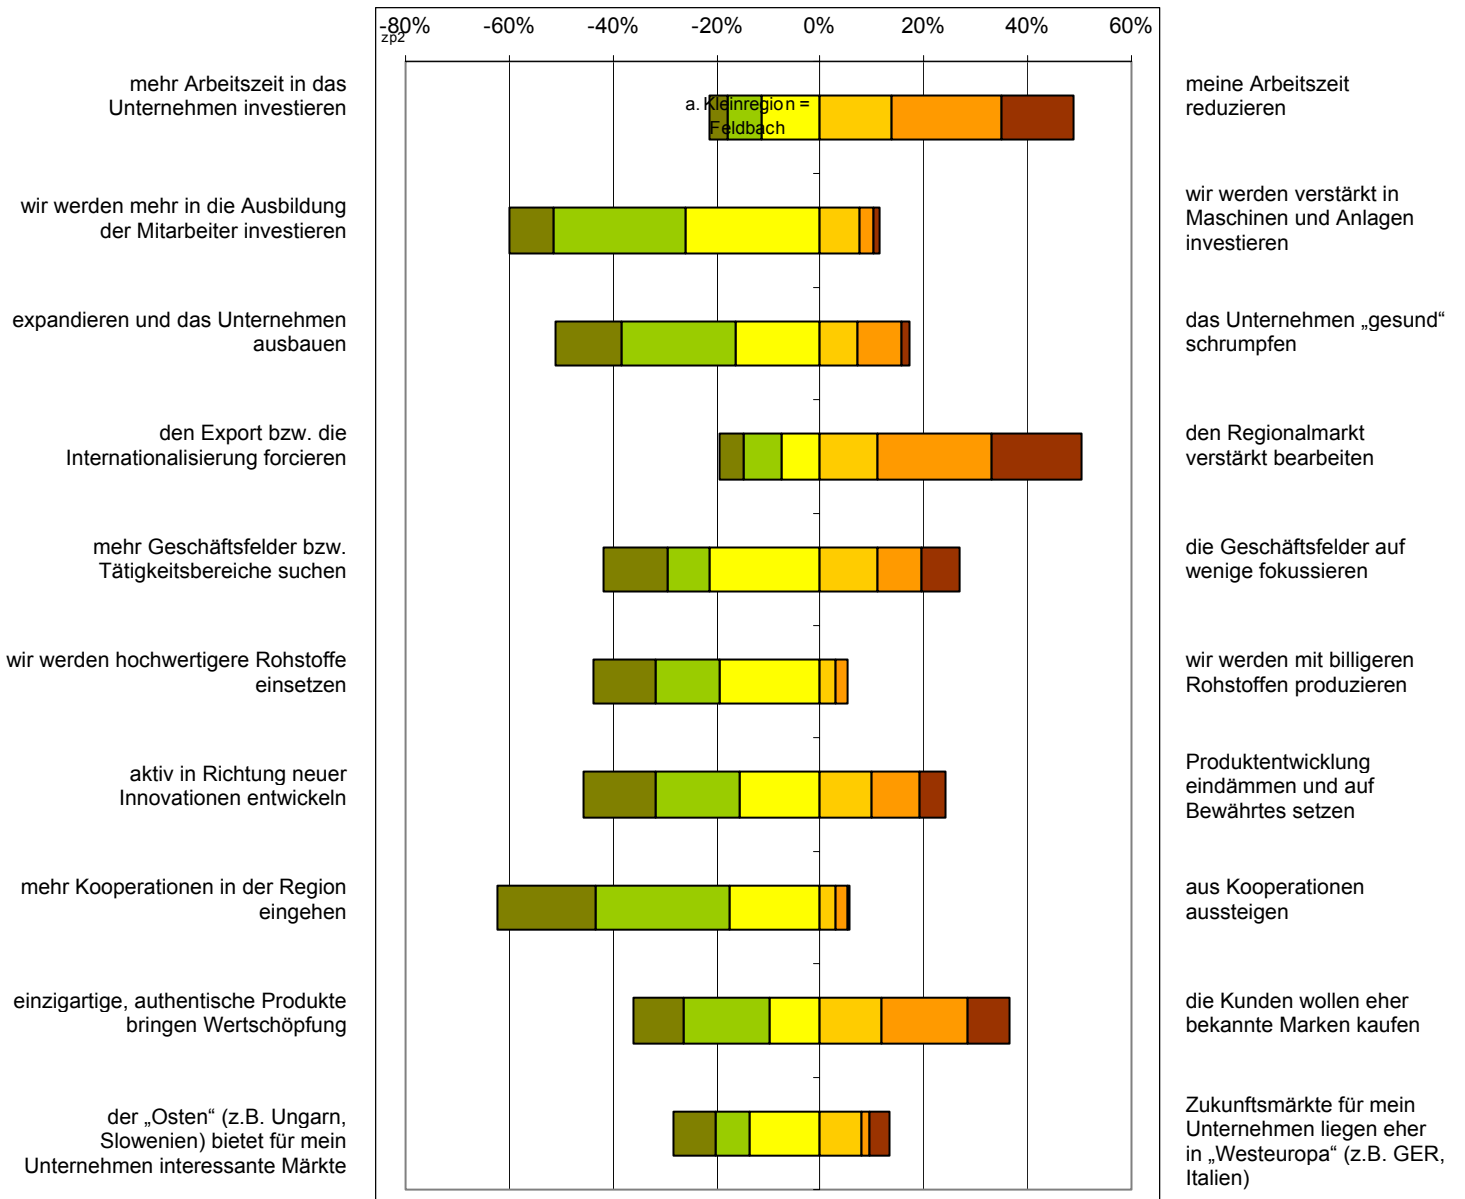 -80% -60% -40% -20% 0% 20% 40% 60%
zp2
mehr Arbeitszeit in das
Unternehmen investieren
a. Kleinregion =
Feldbach
meine Arbeitszeit
reduzieren
wir werden mehr in die Ausbildung
der Mitarbeiter investieren
wir werden verstärkt in
Maschinen und Anlagen
investieren
expandieren und das Unternehmen
ausbauen
das Unternehmen „gesund“
schrumpfen
den Export bzw. die
Internationalisierung forcieren
den Regionalmarkt
verstärkt bearbeiten
mehr Geschäftsfelder bzw.
Tätigkeitsbereiche suchen
die Geschäftsfelder auf
wenige fokussieren
wir werden hochwertigere Rohstoffe
einsetzen
wir werden mit billigeren
Rohstoffen produzieren
aktiv in Richtung neuer
Innovationen entwickeln
Produktentwicklung
eindämmen und auf
Bewährtes setzen
mehr Kooperationen in der Region
eingehen
aus Kooperationen
aussteigen
einzigartige, authentische Produkte
bringen Wertschöpfung
die Kunden wollen eher
bekannte Marken kaufen
der „Osten“ (z.B. Ungarn,
Slowenien) bietet für mein
Unternehmen interessante Märkte
Zukunftsmärkte für mein
Unternehmen liegen eher
in „Westeuropa“ (z.B. GER,
Italien)